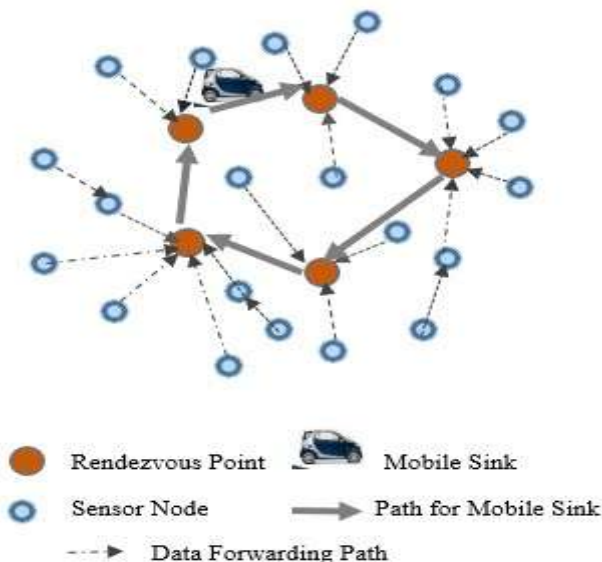 Rendezvous Point
Mobile Sink
Sensor Node
Path for Mobile Sink
Data Forwarding Path